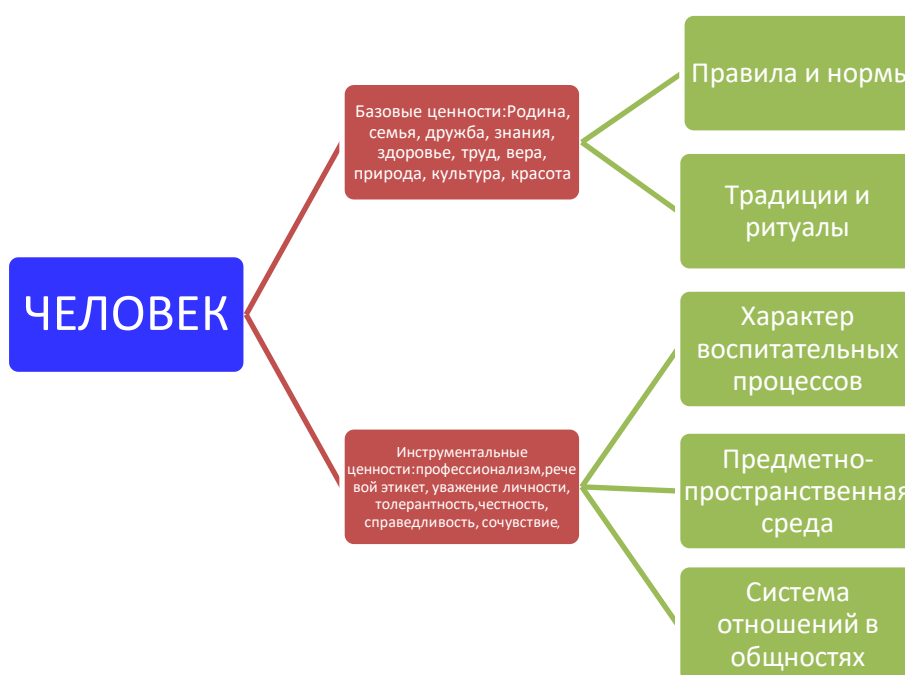 ЧЕЛОВЕК
Базовые ценности:Родина,
семья, дружба, знания,
здоровье, труд, вера,
природа, культура, красота
Инструментальные
ценности:профессионализм,рече
вой этикет, уважение личности,
толерантность,честность,
справедливость, сочувствие,
Правила и нормы
Традиции и
ритуалы
Характер
воспитательных
процессов
Предметно-
пространственная
среда
Система
отношений в
общностях